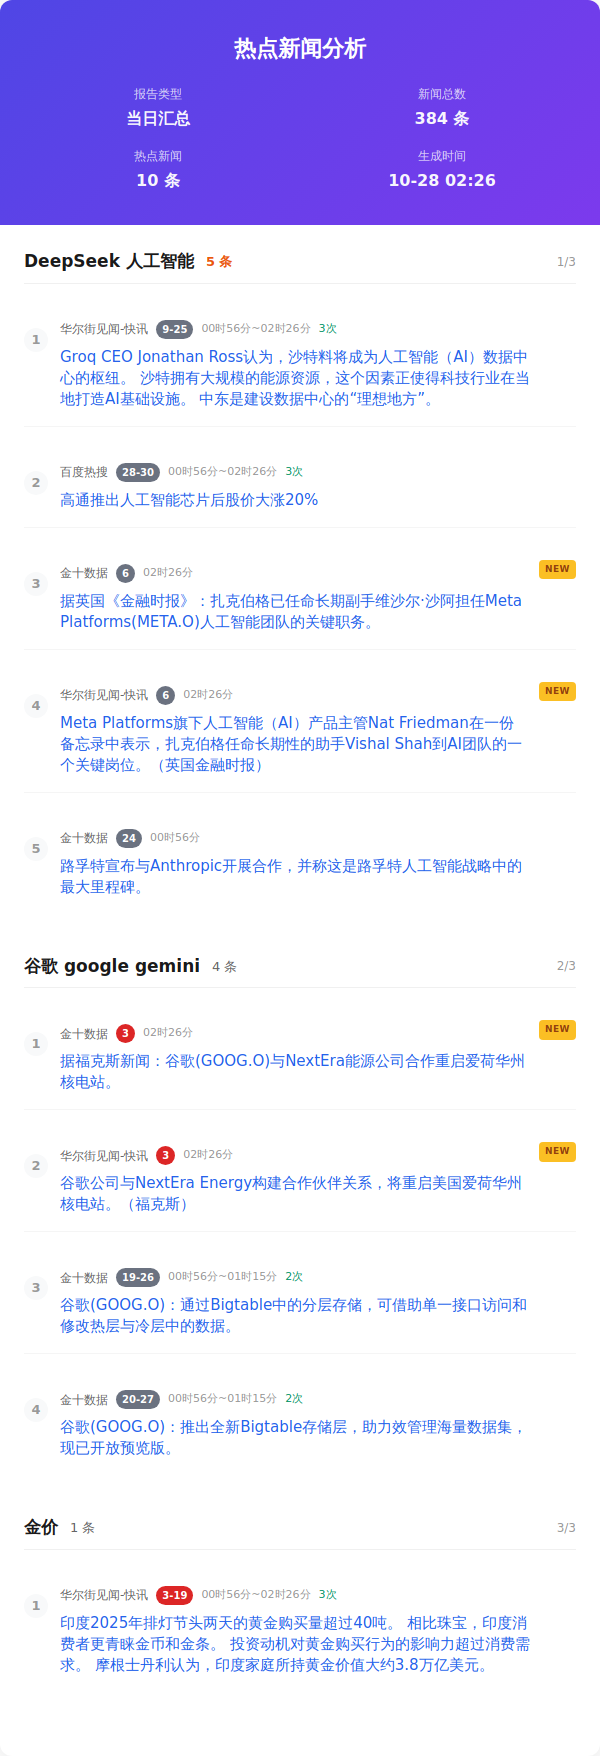 热点新闻分析
报告类型
新闻总数
当日汇总
384 条
热点新闻
生成时间
10 条
10-28 02:26
DeepSeek 人工智能 5 条 1/3
1
华尔街见闻-快讯 9-25 00时56分~02时26分 3次
Groq CEO Jonathan Ross认为，沙特料将成为人工智能（AI）数据中
心的枢纽。 沙特拥有大规模的能源资源，这个因素正使得科技行业在当
地打造AI基础设施。 中东是建设数据中心的“理想地方”。
2
百度热搜 28-30 00时56分~02时26分 3次
高通推出人工智能芯片后股价大涨20%
3
金十数据 6 02时26分 NEW
据英国《金融时报》：扎克伯格已任命长期副手维沙尔·沙阿担任Meta
Platforms(META.O)人工智能团队的关键职务。
4
华尔街见闻-快讯 6 02时26分 NEW
Meta Platforms旗下人工智能（AI）产品主管Nat Friedman在一份
备忘录中表示，扎克伯格任命长期性的助手Vishal Shah到AI团队的一
个关键岗位。（英国金融时报）
5
金十数据 24 00时56分
路孚特宣布与Anthropic开展合作，并称这是路孚特人工智能战略中的
最大里程碑。
谷歌 google gemini 4 条 2/3
1
金十数据 3 02时26分 NEW
据福克斯新闻：谷歌(GOOG.O)与NextEra能源公司合作重启爱荷华州
核电站。
2
华尔街见闻-快讯 3 02时26分 NEW
谷歌公司与NextEra Energy构建合作伙伴关系，将重启美国爱荷华州
核电站。（福克斯）
3
金十数据 19-26 00时56分~01时15分 2次
谷歌(GOOG.O)：通过Bigtable中的分层存储，可借助单一接口访问和
修改热层与冷层中的数据。
4
金十数据 20-27 00时56分~01时15分 2次
谷歌(GOOG.O)：推出全新Bigtable存储层，助力效管理海量数据集，
现已开放预览版。
金价 1 条 3/3
1
华尔街见闻-快讯 3-19 00时56分~02时26分 3次
印度2025年排灯节头两天的黄金购买量超过40吨。 相比珠宝，印度消
费者更青睐金币和金条。 投资动机对黄金购买行为的影响力超过消费需
求。 摩根士丹利认为，印度家庭所持黄金价值大约3.8万亿美元。